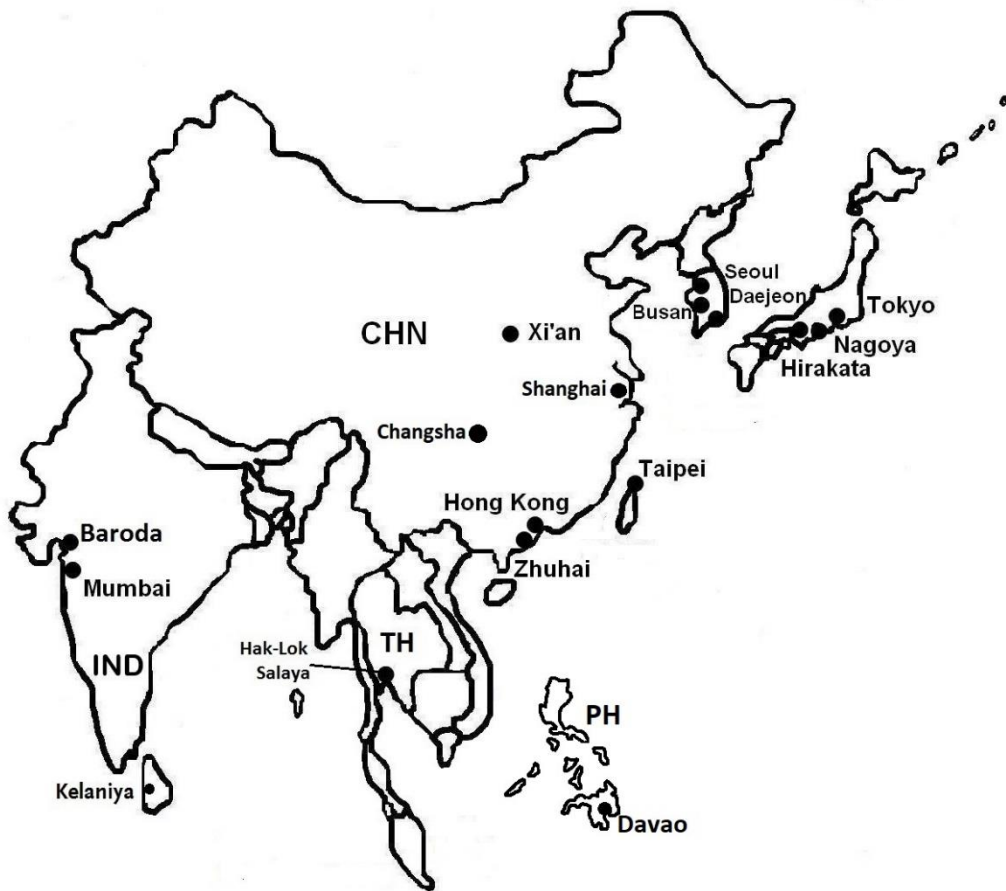 Seoul
Daejeon
Busan
Tokyo
Nagoya
Hirakata
CHN
Xi'an
Shanghai
Changsha
Taipei
Hong Kong
Zhuhai
Baroda
Mumbai
IND
TH
Hak-Lok
Salaya
PH
Kelaniya
Davao